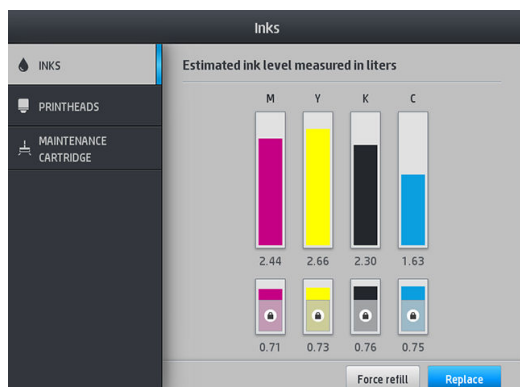 Inks
INKS
PRINTHEADS
MAINTENANCE
CARTRIDGE
Estimated ink level measured in liters
M Y K C
2.44 2.66 2.30 1.63
0.71 0.73 0.76 0.75
Force refill Replace